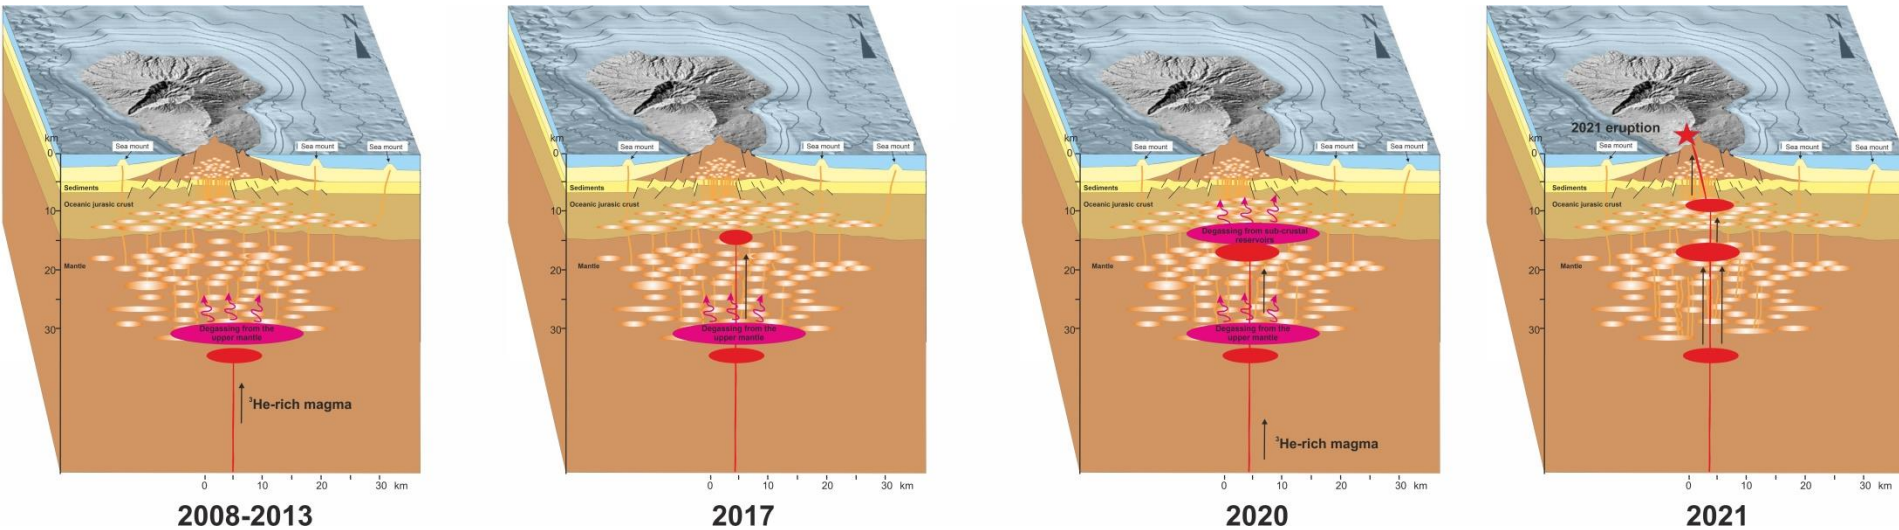 N
km
0
Sea mount
Sea mount
Sea mount
Sediments
Oceanic jurassic crust
10
Mantle
20
30
Degassing from the
upper mantle
³He-rich magma
0 10 20 30 km
2008-2013
N
km
0
Sea mount
Sea mount
Sea mount
Sediments
Oceanic jurasic crust
10
Mantle
20
30
Degassing from the
upper mantle
0 10 20 30 km
2017
N
km
0
Sea mount
Sea mount
Sea mount
Sediments
Oceanic jurasic crust
10
Degassing from sub-crustal
reservoirs
Mantle
20
30
Degassing from the
upper mantle
³He-rich magma
0 10 20 30 km
2020
N
2021 eruption
km
0
Sea mount
Sea mount
Sea mount
Sediments
Oceanic jurasic crust
10
Mantle
20
30
0 10 20 30 km
2021